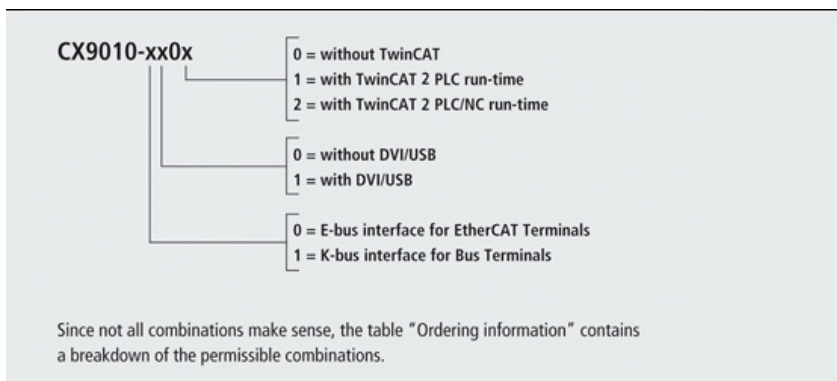 CX9010-xx0x
0 = without TwinCAT
1 = with TwinCAT 2 PLC run-time
2 = with TwinCAT 2 PLC/NC run-time
0 = without DVI/USB
1 = with DVI/USB
0 = E-bus interface for EtherCAT Terminals
1 = K-bus interface for Bus Terminals
Since not all combinations make sense, the table "Ordering information" contains
a breakdown of the permissible combinations.